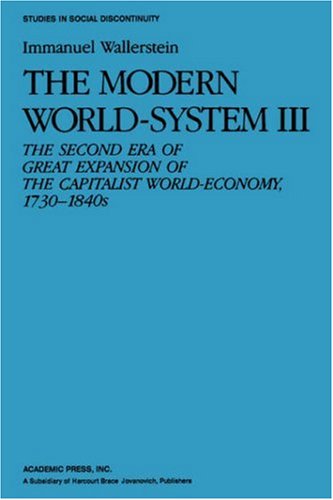 STUDIES IN SOCIAL DISCONTINUITY
Immanuel Wallerstein
THE MODERN
WORLD-SYSTEM III
THE SECOND ERA OF
GREAT EXPANSION OF
THE CAPITALIST WORLD-ECONOMY,
1730–1840s
ACADEMIC PRESS, INC.
A Subsidiary of Harcourt Brace Jovanovich, Publishers